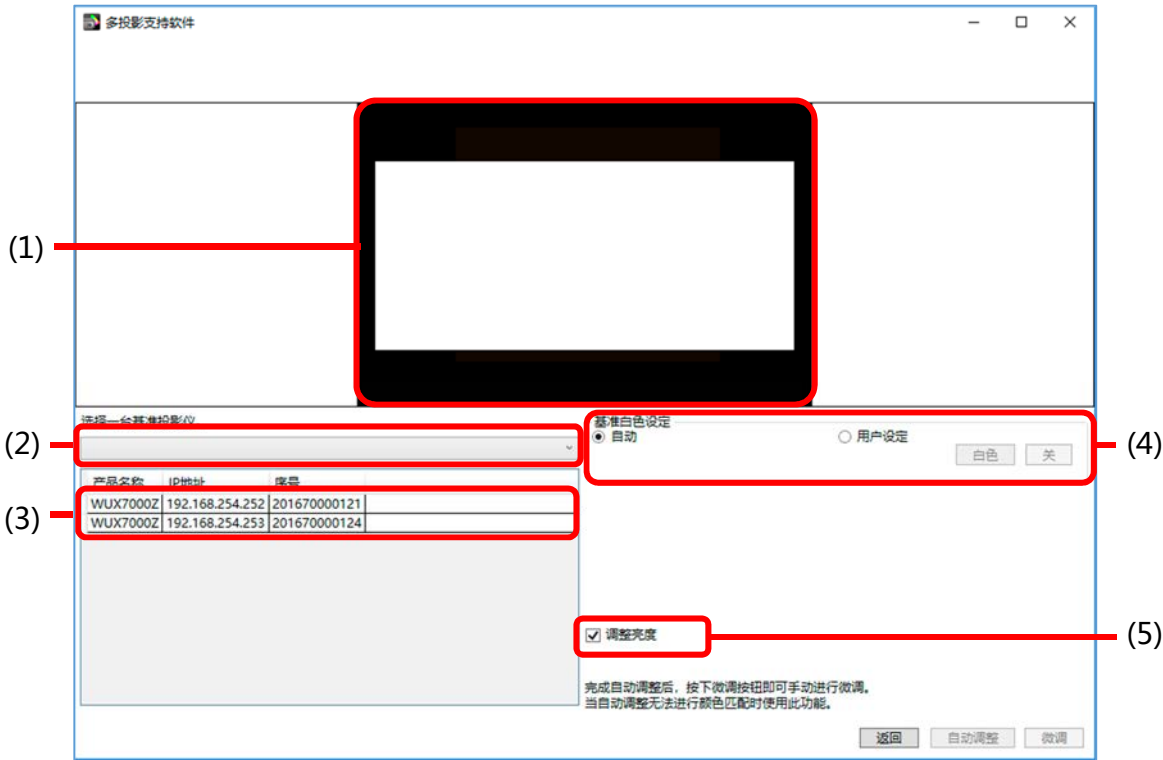 多投影支持软件
(1)
选择一台基准投影仪
(2)
基准白色设定
自动
用户设定
白色
关
(4)
产品名称 IP地址 序号
WUX7000Z 192.168.254.252 201670000121
WUX7000Z 192.168.254.253 201670000124
(3)
调整亮度
(5)
完成自动调整后，按下微调按钮即可手动进行微调。
当自动调整无法进行颜色匹配时使用此功能。
返回 自动调整 微调